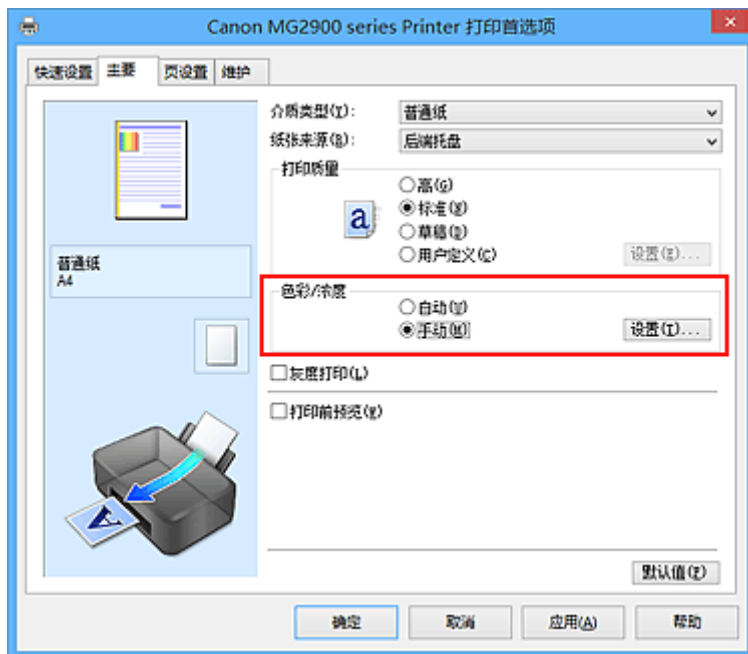 Canon MG2900 series Printer 打印首选项
快速设置 主要 页设置 维护
介质类型(Y): 普通纸
纸张来源(B): 后端托盘
打印质量
高(G)
a 标准(X)
草稿(Q)
用户定义(C) 设置(E)...
普通纸
A4
色彩/浓度
自动(U)
手动(M) 设置(I)...
灰度打印(L)
打印前预览(W)
A
默认值(F)
确定 取消 应用(A) 帮助